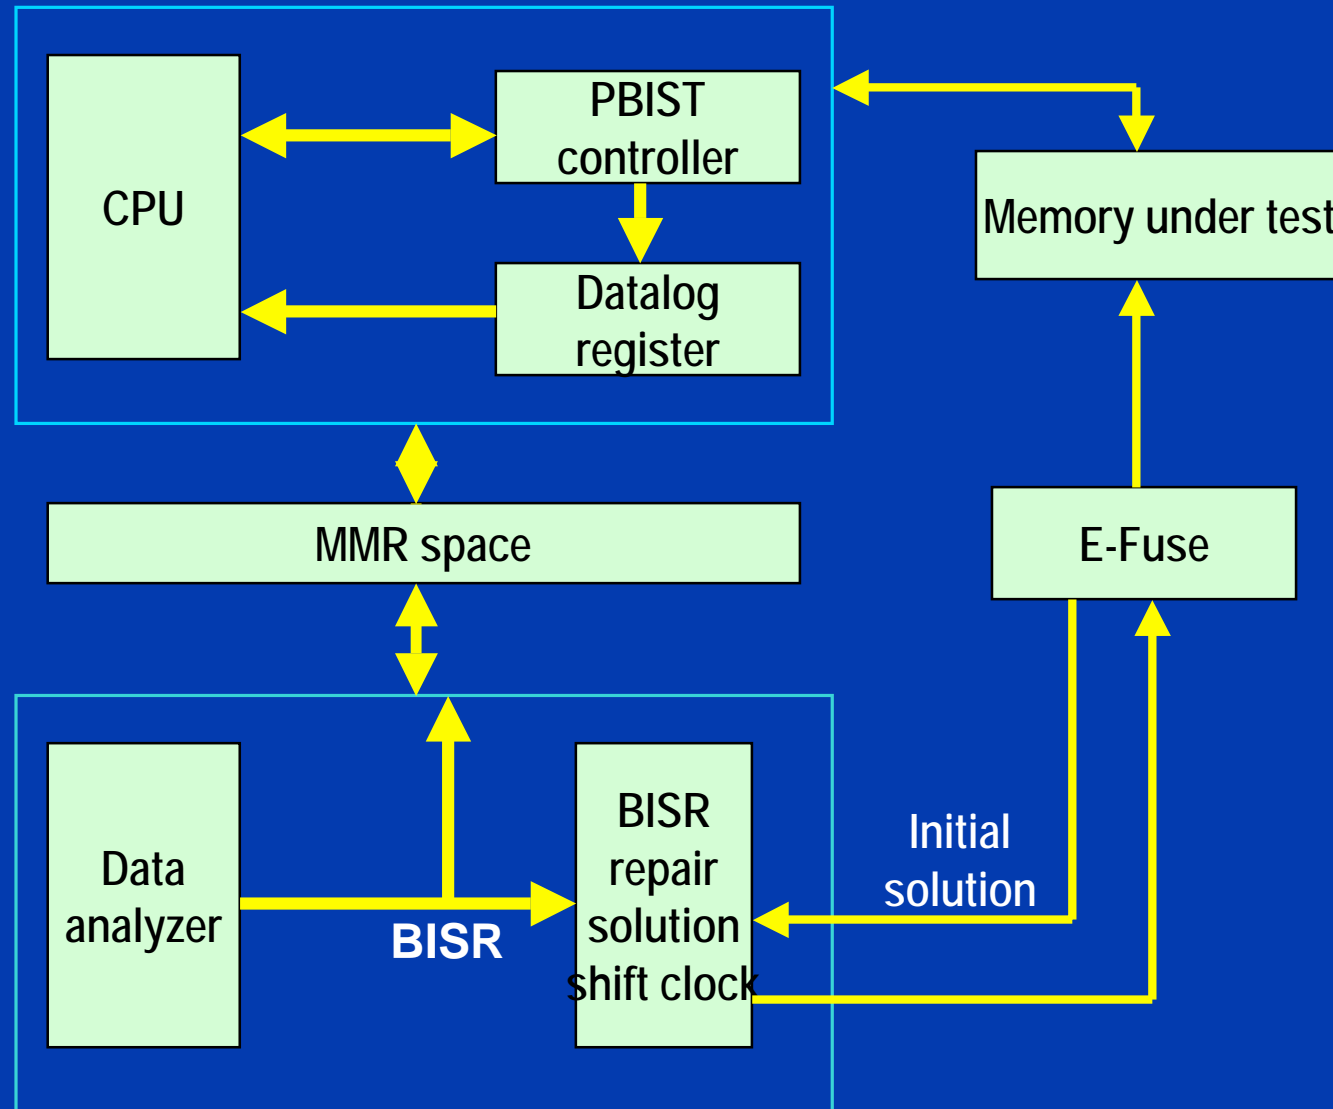 CPU
PBIST
controller
Datalog
register
Memory under test
MMR space
E-Fuse
Data
analyzer
BISR
BISR
repair
solution
shift clock
Initial
solution